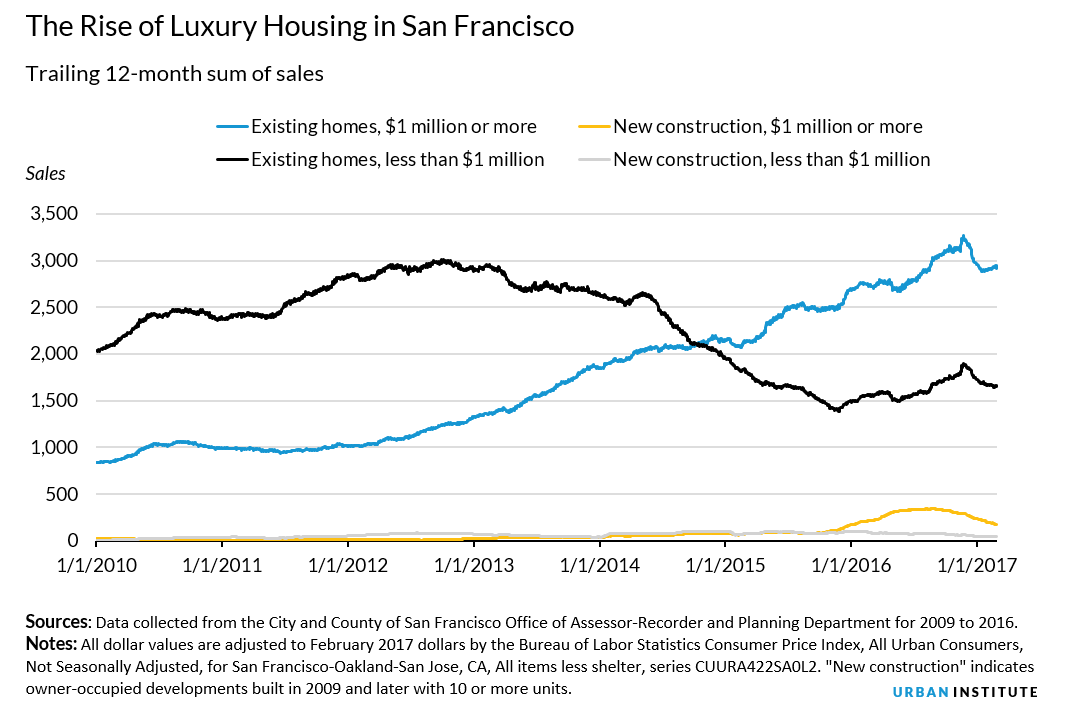 The Rise of Luxury Housing in San Francisco
Trailing 12-month sum of sales
Existing homes, $1 million or more
New construction, $1 million or more
Existing homes, less than $1 million
New construction, less than $1 million
Sales
3,500
3,000
2,500
2,000
1,500
1,000
500
0
1/1/2010 1/1/2011 1/1/2012 1/1/2013 1/1/2014 1/1/2015 1/1/2016 1/1/2017
Sources: Data collected from the City and County of San Francisco Office of Assessor-Recorder and Planning Department for 2009 to 2016.
Notes: All dollar values are adjusted to February 2017 dollars by the Bureau of Labor Statistics Consumer Price Index, All Urban Consumers,
Not Seasonally Adjusted, for San Francisco-Oakland-San Jose, CA, All items less shelter, series CUURA422SA0L2. "New construction" indicates
owner-occupied developments built in 2009 and later with 10 or more units.
URBAN INSTITUTE